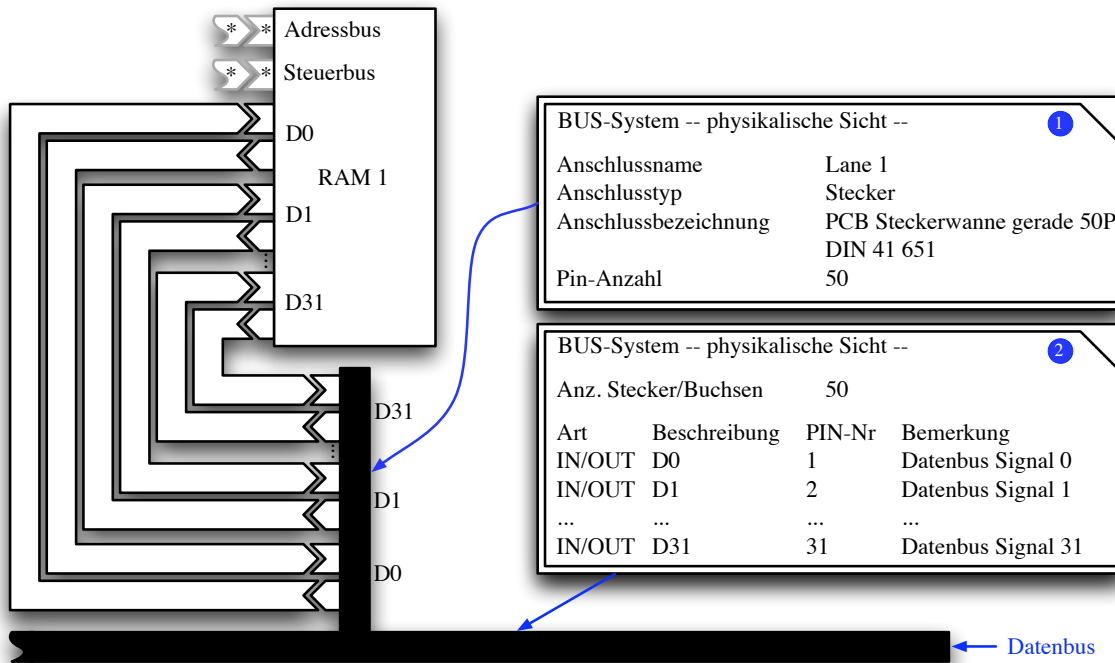 * * Adressbus
* * Steuerbus
D0
RAM 1
D1
...
D31
D31
...
D1
D0
BUS-System -- physikalische Sicht --
1
Anschlussname Lane 1
Anschlusstyp Stecker
Anschlussbezeichnung PCB Steckerwanne gerade 50P
DIN 41 651
Pin-Anzahl 50
BUS-System -- physikalische Sicht --
2
Anz. Stecker/Buchsen 50
Art Beschreibung PIN-Nr Bemerkung
IN/OUT D0 1 Datenbus Signal 0
IN/OUT D1 2 Datenbus Signal 1
... ... ... ...
IN/OUT D31 31 Datenbus Signal 31
Datenbus